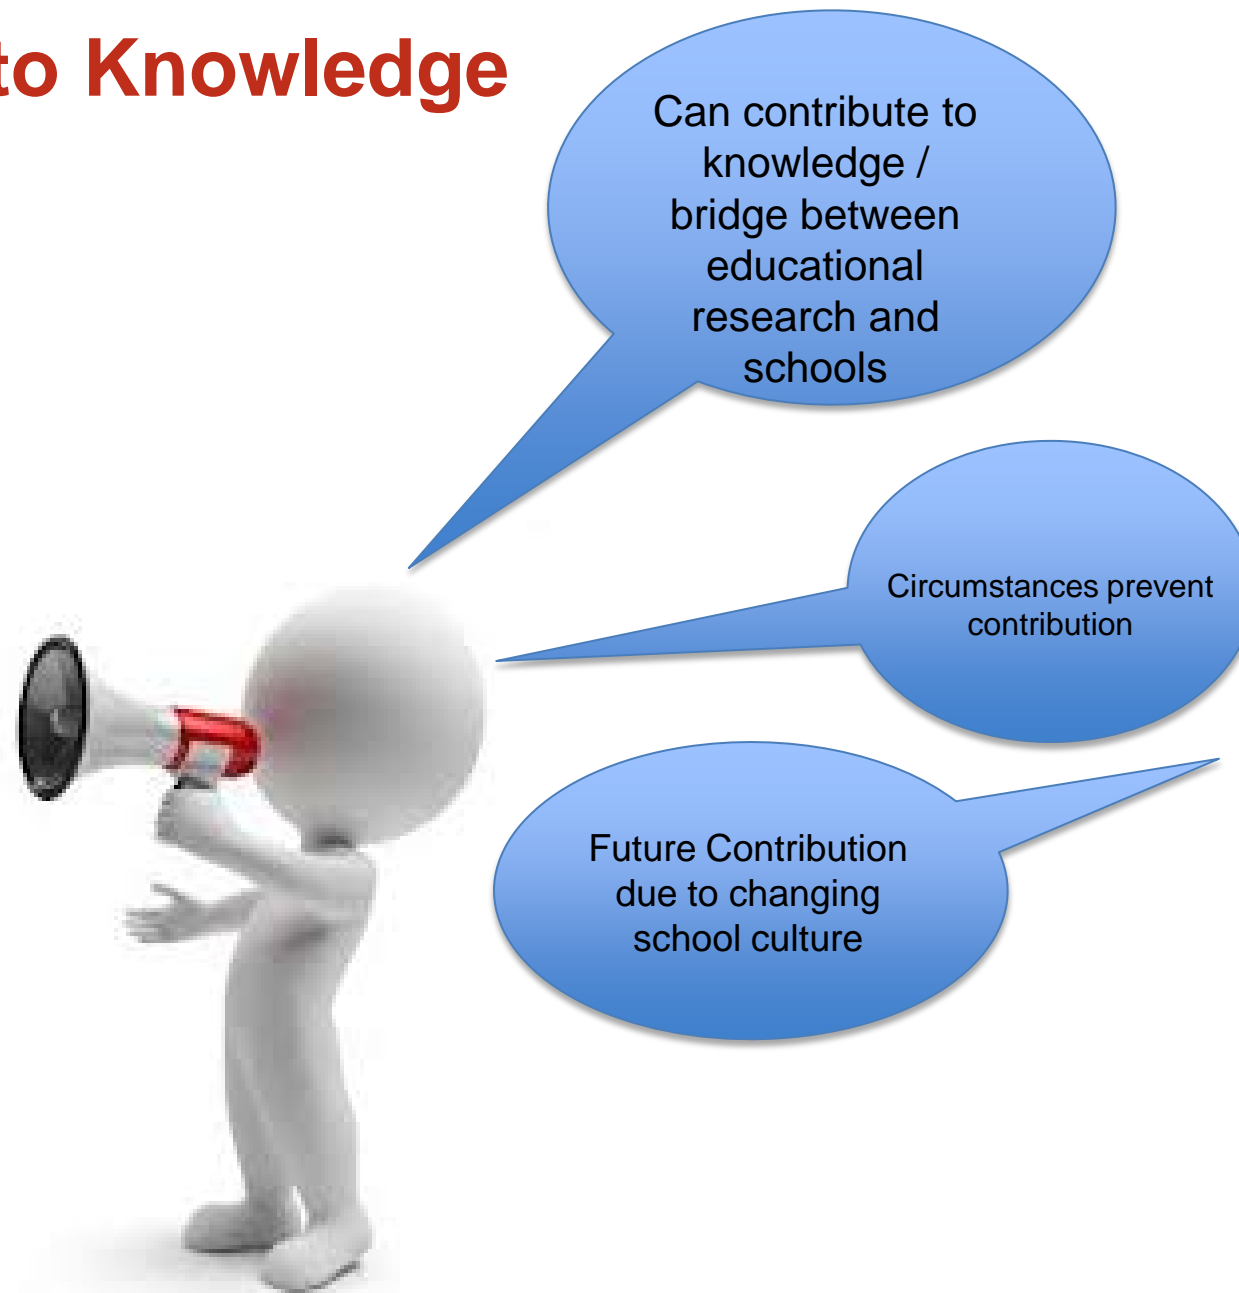 to Knowledge
Can contribute to
knowledge /
bridge between
educational
research and
schools
Circumstances prevent
contribution
Future Contribution
due to changing
school culture